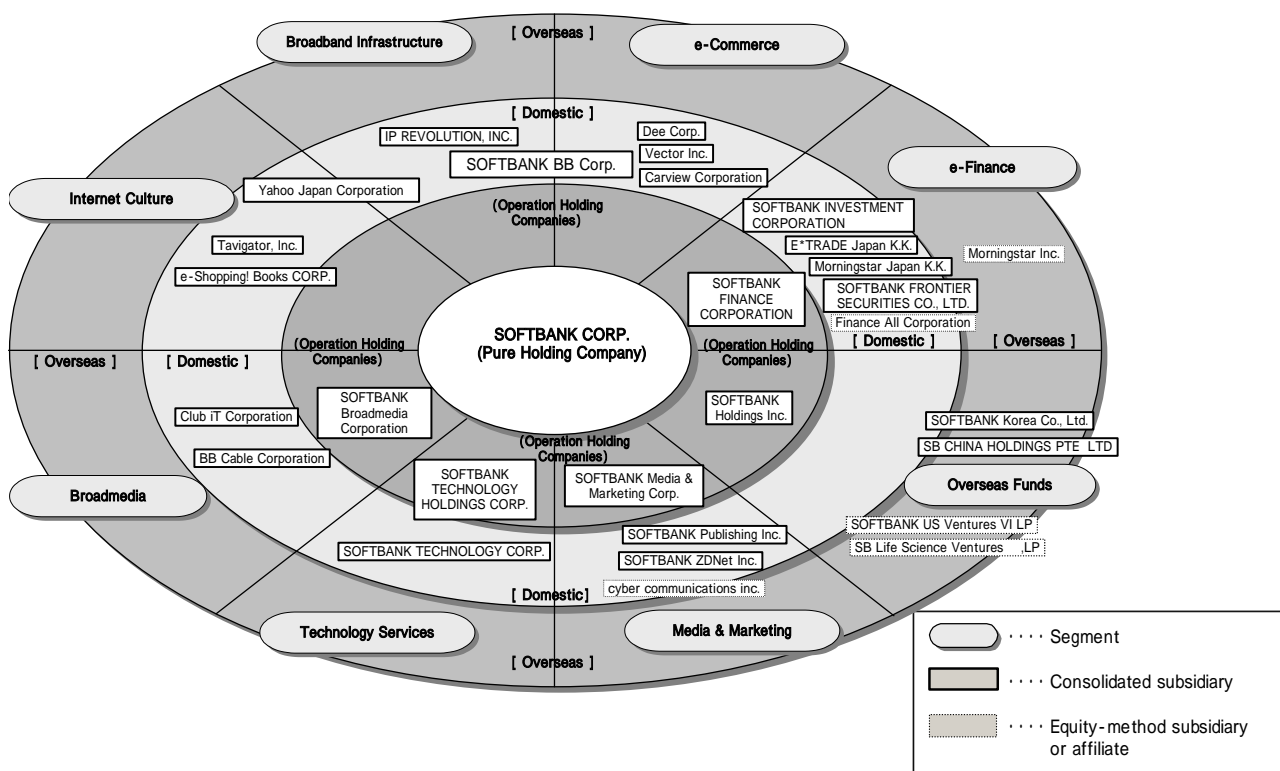 [ Overseas ]
Broadband Infrastructure
e-Commerce
[ Domestic ]
IP REVOLUTION, INC.
Dee Corp.
SOFTBANK BB Corp.
Vector Inc.
Carview Corporation
e-Finance
Internet Culture
Yahoo Japan Corporation
(Operation Holding
Companies)
SOFTBANK INVESTMENT
CORPORATION
Tavigator, Inc.
E*TRADE Japan K.K.
Morningstar Inc.
e-Shopping! Books CORP.
Morningstar Japan K.K.
SOFTBANK
FINANCE
CORPORATION
SOFTBANK FRONTIER
SECURITIES CO., LTD.
Finance All Corporation
SOFTBANK CORP.
(Pure Holding Company)
(Operation Holding
Companies)
(Operation Holding
Companies)
[ Domestic ]
[ Overseas ]
[ Overseas ]
[ Domestic ]
SOFTBANK
Broadmedia
Corporation
SOFTBANK
Holdings Inc.
Club iT Corporation
SOFTBANK Korea Co., Ltd.
BB Cable Corporation
(Operation Holding
Companies)
SB CHINA HOLDINGS PTE LTD
Broadmedia
SOFTBANK
TECHNOLOGY
HOLDINGS CORP.
SOFTBANK Media &
Marketing Corp.
Overseas Funds
SOFTBANK US Ventures VI LP
SOFTBANK Publishing Inc.
SB Life Science Ventures ,LP
SOFTBANK TECHNOLOGY CORP.
SOFTBANK ZDNet Inc.
cyber communications inc.
[ Domestic]
Technology Services
Media & Marketing
[ Overseas ]
···· Segment
···· Consolidated subsidiary
···· Equity-method subsidiary
or affiliate